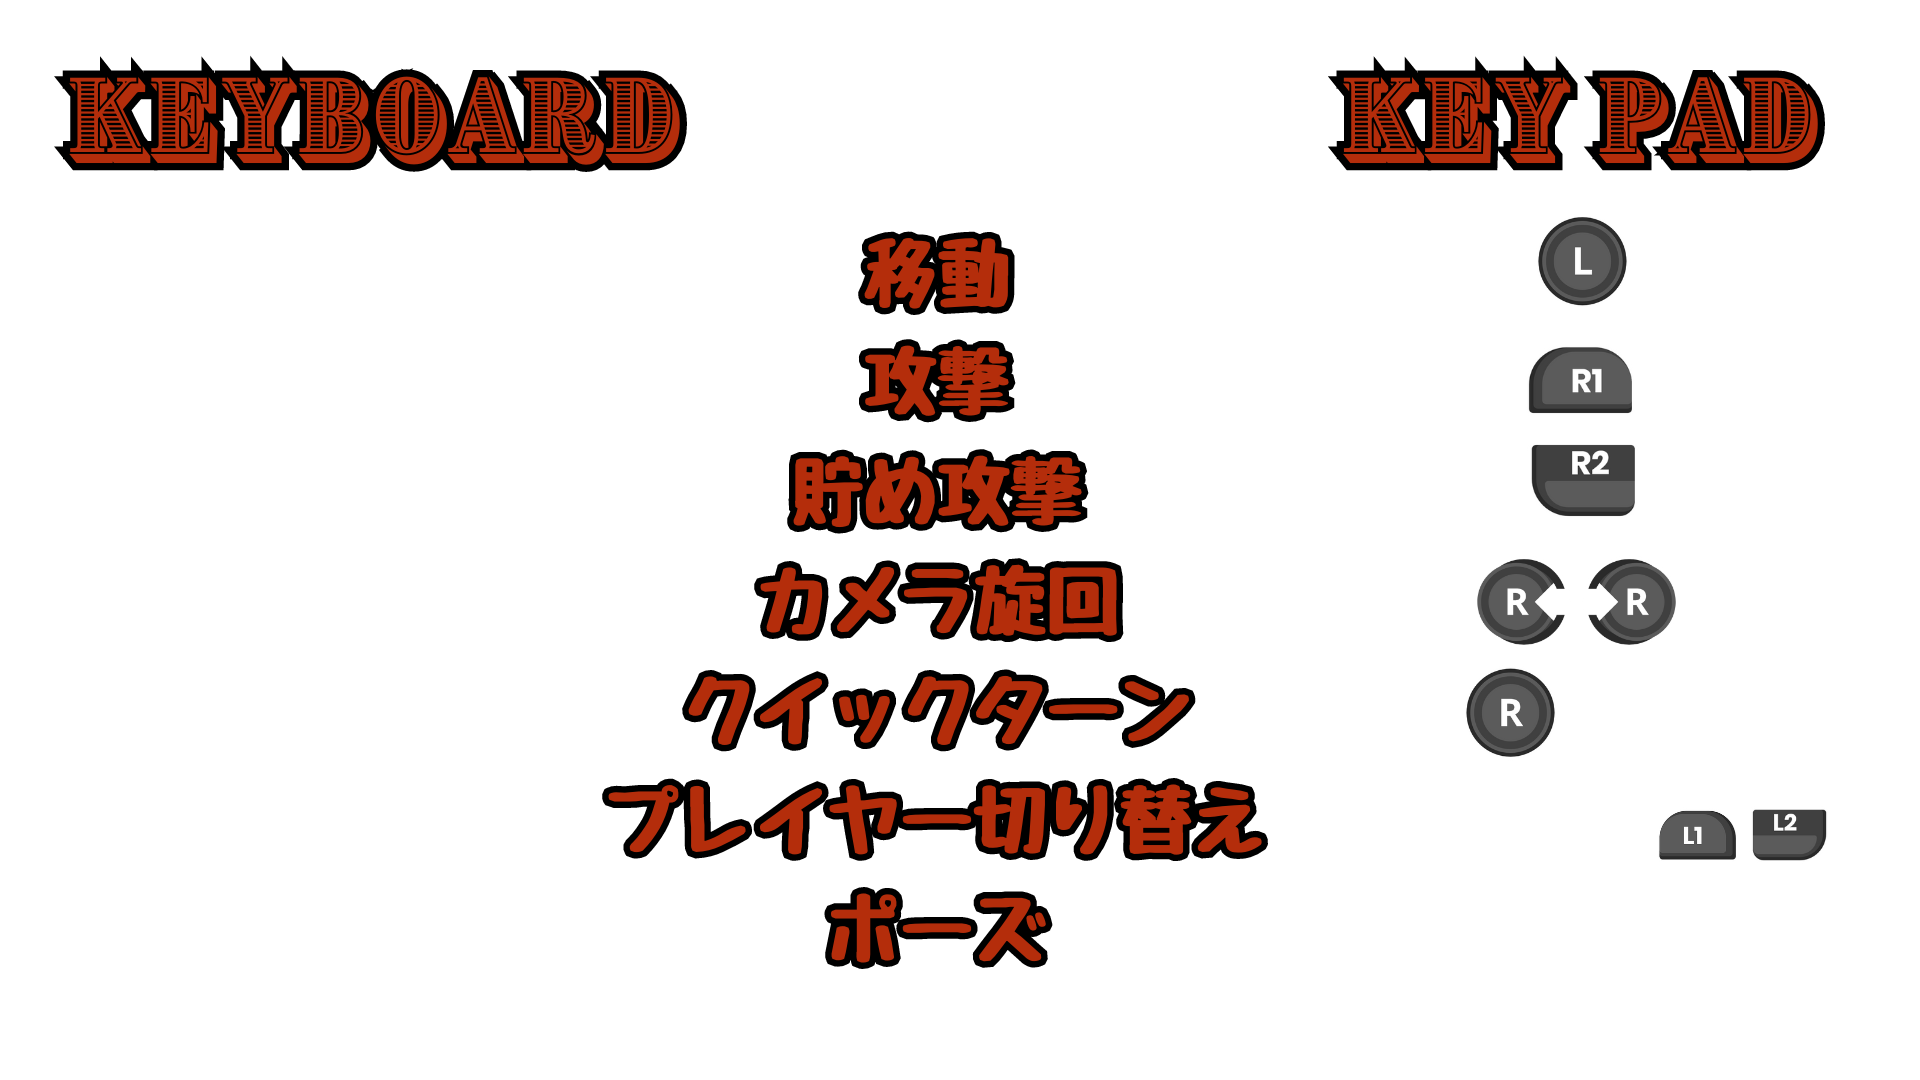 KEYBOARD KEY PAD
移動 L
攻撃 R1
貯め攻撃 R2
カメラ旋回 R R
クイックターン R
プレイヤー切り替え L1 L2
ポーズ